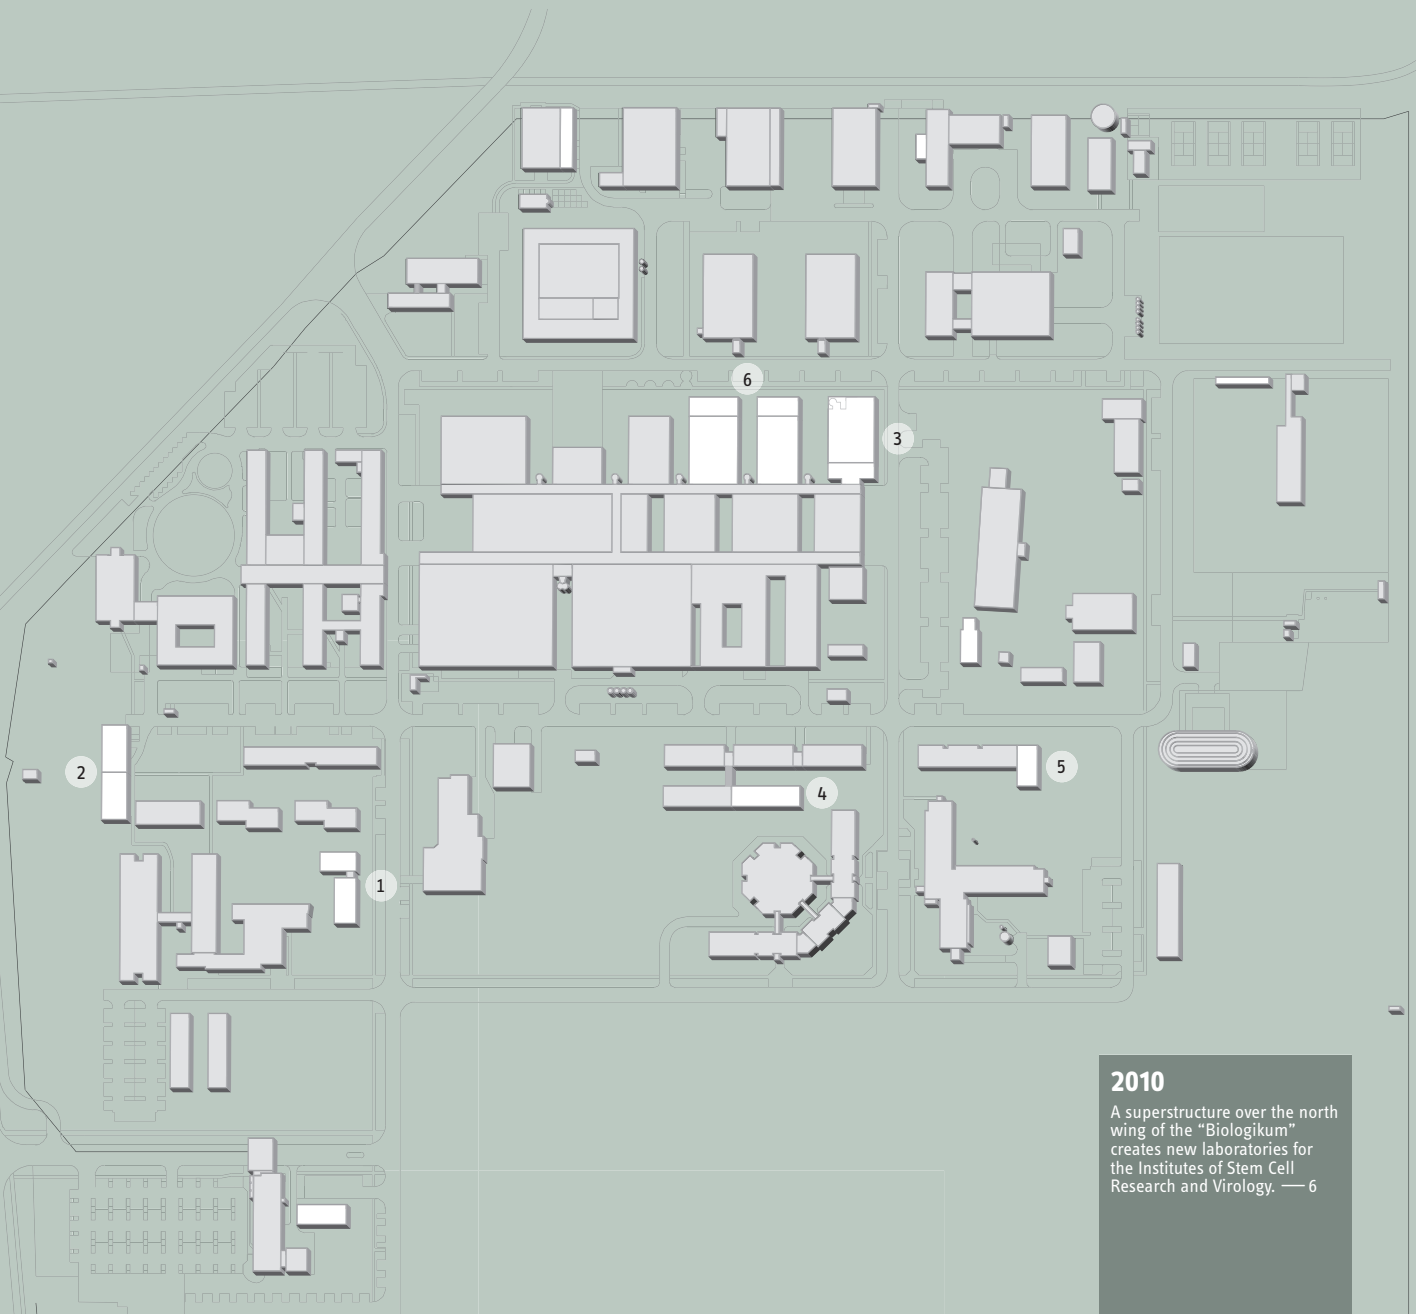 6
3
2
5
4
1
2010
A superstructure over the north
wing of the “Biologikum”
creates new laboratories for
the Institutes of Stem Cell
Research and Virology. — 6